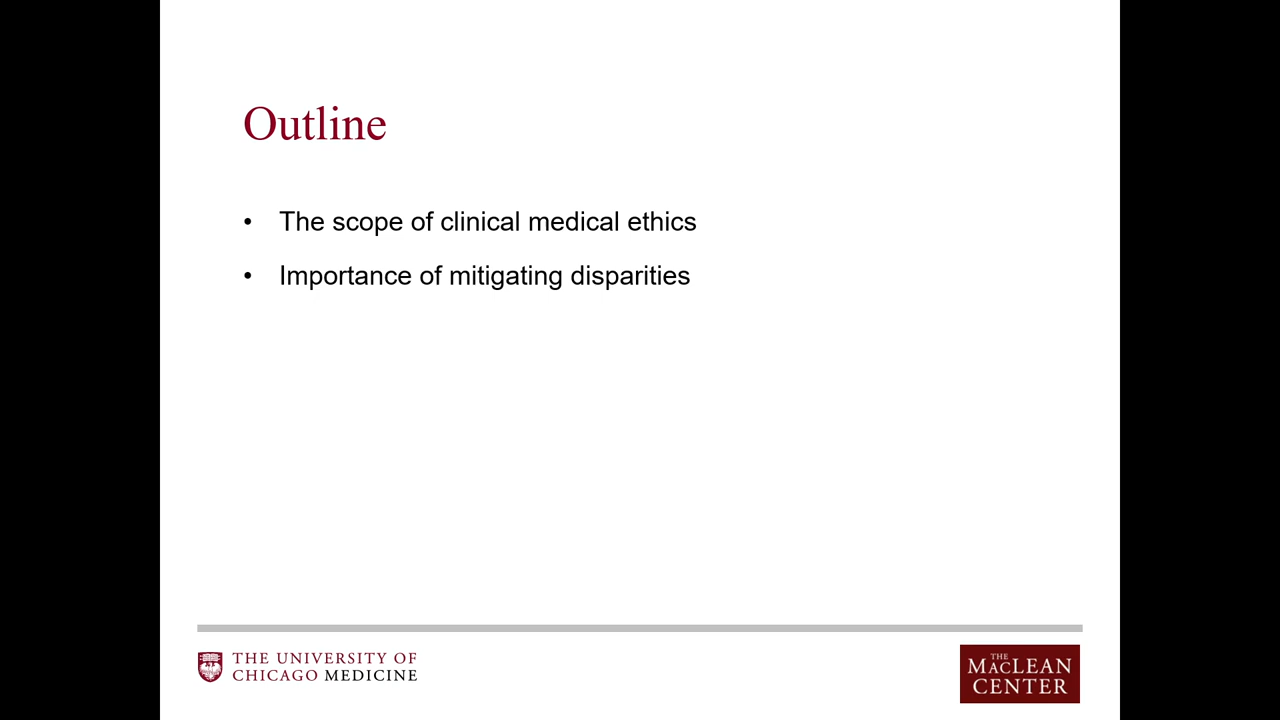 Outline
• The scope of clinical medical ethics
• Importance of mitigating disparities
THE UNIVERSITY OF
CHICAGO MEDICINE
THE
MACLEAN
CENTER